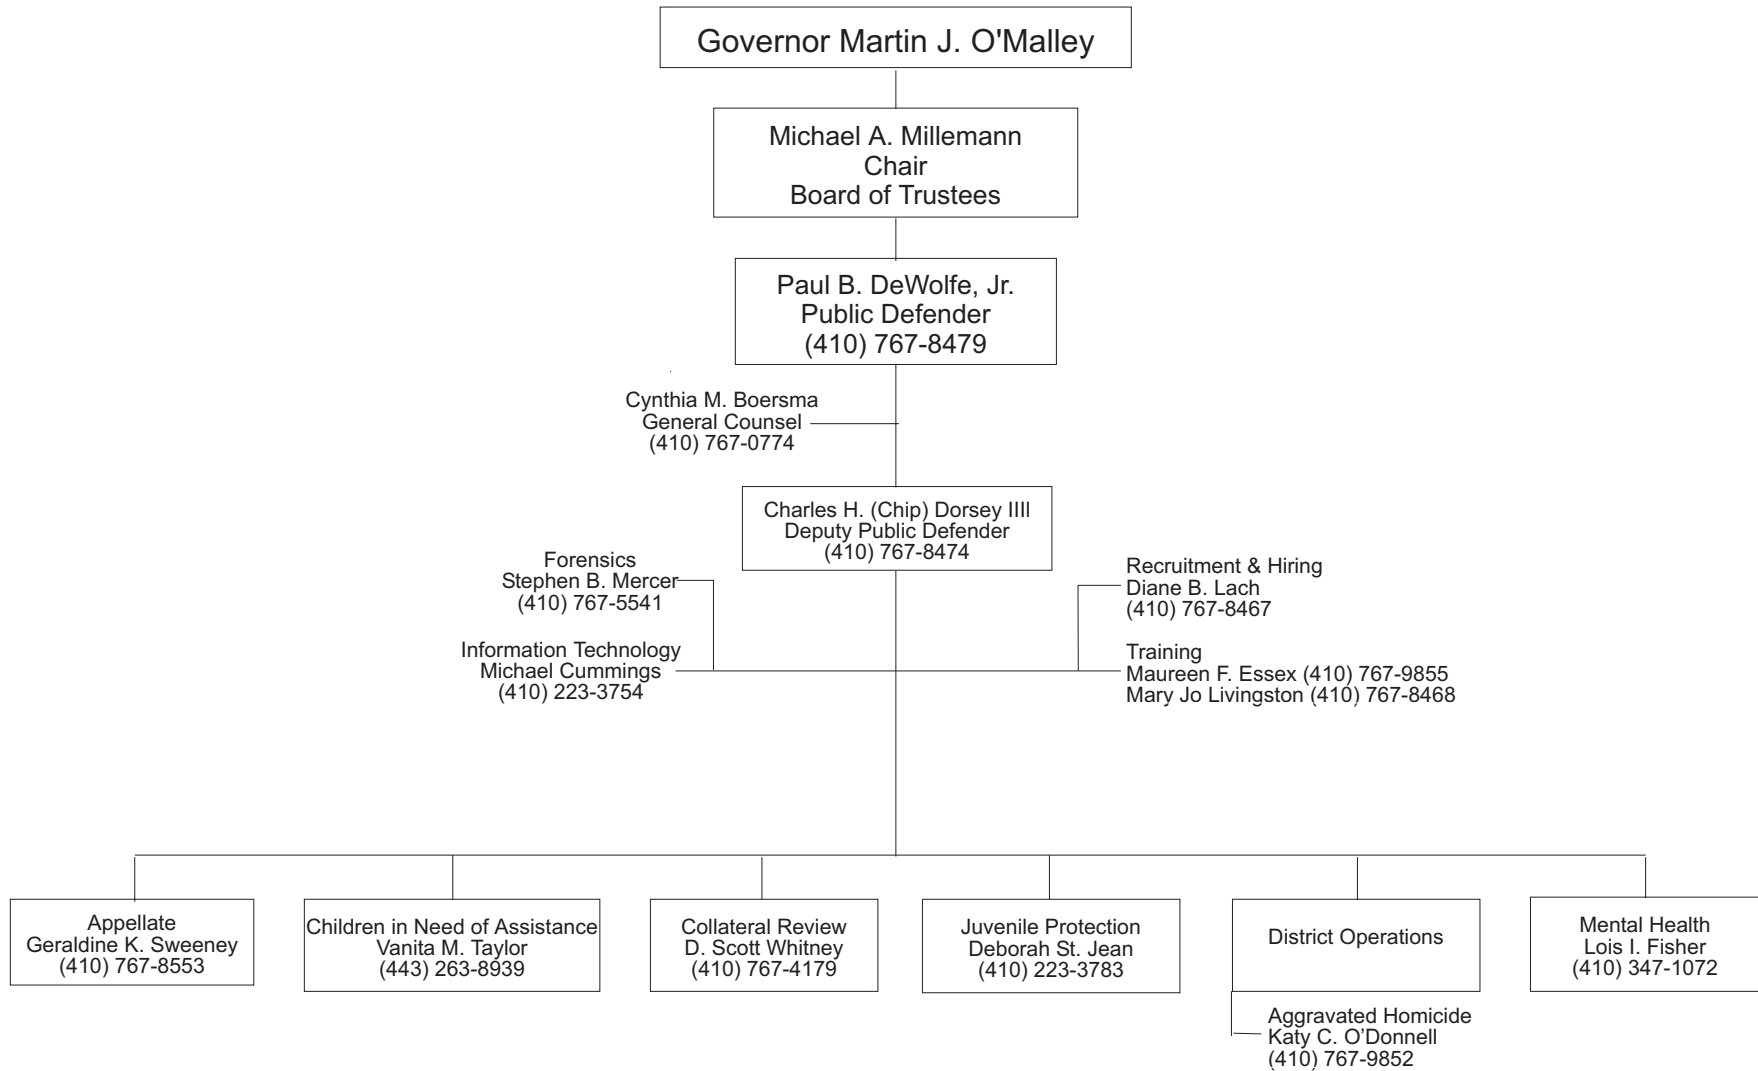 Governor Martin J. O'Malley
Michael A. Millemann
Chair
Board of Trustees
Paul B. DeWolfe, Jr.
Public Defender
(410) 767-8479
Cynthia M. Boersma
General Counsel
(410) 767-0774
Charles H. (Chip) Dorsey IIII
Deputy Public Defender
(410) 767-8474
Forensics
Stephen B. Mercer
(410) 767-5541
Recruitment & Hiring
Diane B. Lach
(410) 767-8467
Information Technology
Michael Cummings
(410) 223-3754
Training
Maureen F. Essex (410) 767-9855
Mary Jo Livingston (410) 767-8468
Appellate
Geraldine K. Sweeney
(410) 767-8553
Children in Need of Assistance
Vanita M. Taylor
(443) 263-8939
Collateral Review
D. Scott Whitney
(410) 767-4179
Juvenile Protection
Deborah St. Jean
(410) 223-3783
District Operations
Mental Health
Lois I. Fisher
(410) 347-1072
Aggravated Homicide
Katy C. O’Donnell
(410) 767-9852